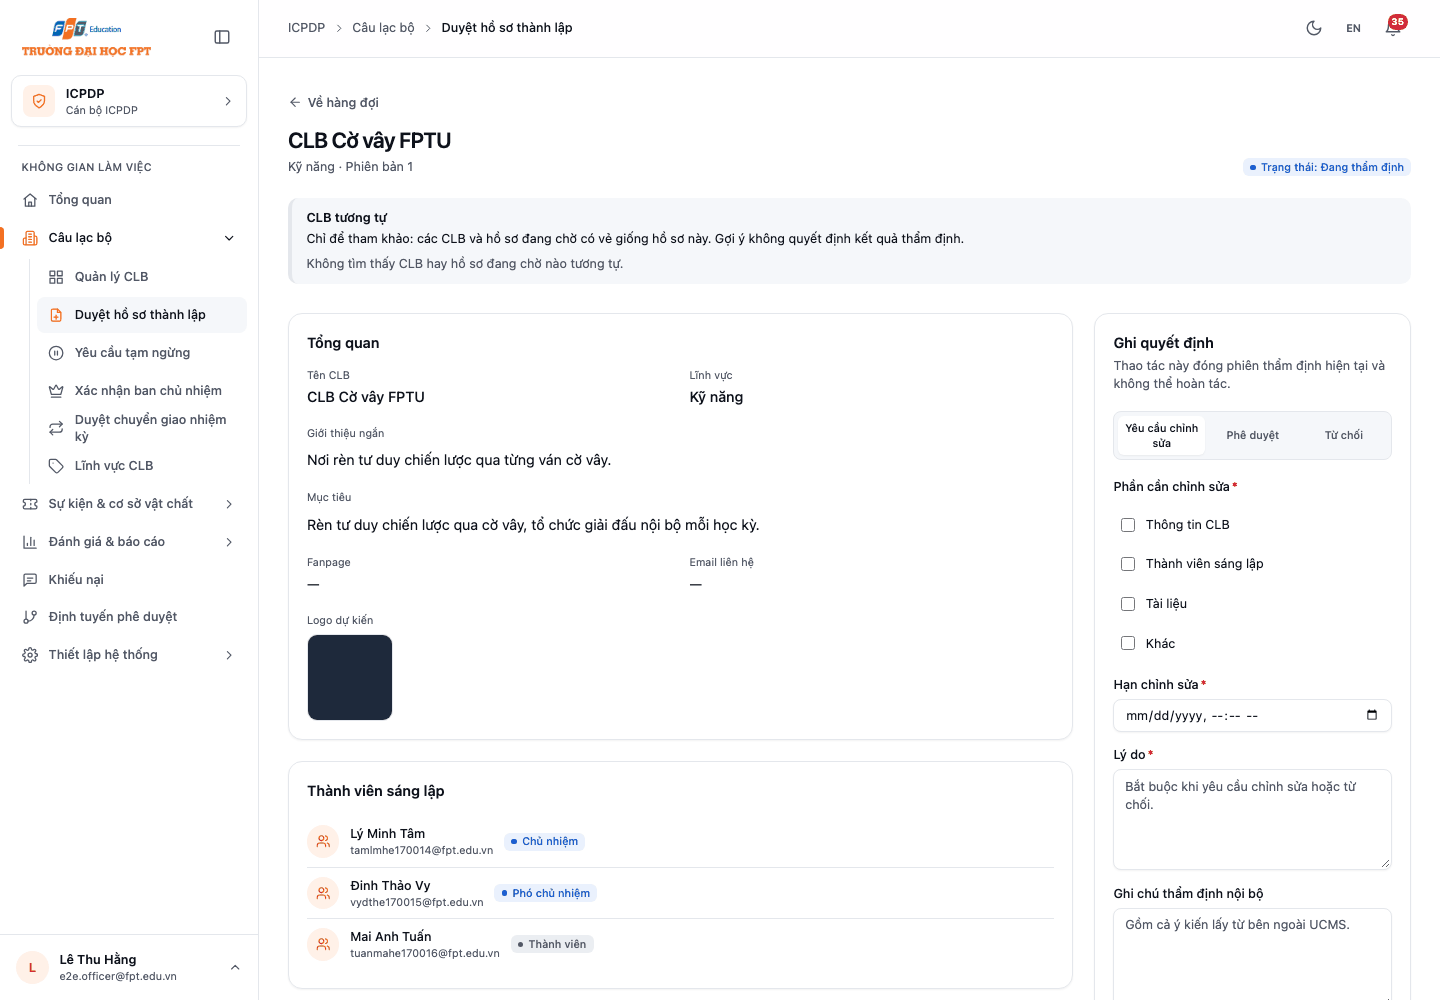 FPT Education
TRƯỜNG ĐẠI HỌC FPT
ICPDP
Cán bộ ICPDP
KHÔNG GIAN LÀM VIỆC
Tổng quan
Câu lạc bộ
Quản lý CLB
Duyệt hồ sơ thành lập
Yêu cầu tạm ngừng
Xác nhận ban chủ nhiệm
Duyệt chuyển giao nhiệm
kỳ
Lĩnh vực CLB
Sự kiện & cơ sở vật chất
Đánh giá & báo cáo
Khiếu nại
Định tuyến phê duyệt
Thiết lập hệ thống
L
Lê Thu Hằng
e2e.officer@fpt.edu.vn
ICPDP
Câu lạc bộ
Duyệt hồ sơ thành lập
EN
35
Về hàng đợi
CLB Cờ vây FPTU
Kỹ năng · Phiên bản 1
Trạng thái: Đang thẩm định
CLB tương tự
Chỉ để tham khảo: các CLB và hồ sơ đang chờ có vẻ giống hồ sơ này. Gợi ý không quyết định kết quả thẩm định.
Không tìm thấy CLB hay hồ sơ đang chờ nào tương tự.
Tổng quan
Tên CLB
CLB Cờ vây FPTU
Lĩnh vực
Kỹ năng
Giới thiệu ngắn
Nơi rèn tư duy chiến lược qua từng ván cờ vây.
Mục tiêu
Rèn tư duy chiến lược qua cờ vây, tổ chức giải đấu nội bộ mỗi học kỳ.
Fanpage
—
Email liên hệ
—
Logo dự kiến
Thành viên sáng lập
Lý Minh Tâm
tamlmhe170014@fpt.edu.vn
Chủ nhiệm
Đinh Thảo Vy
vydthe170015@fpt.edu.vn
Phó chủ nhiệm
Mai Anh Tuấn
tuanmahe170016@fpt.edu.vn
Thành viên
Ghi quyết định
Thao tác này đóng phiên thẩm định hiện tại và
không thể hoàn tác.
Yêu cầu chỉnh
sửa
Phê duyệt
Từ chối
Phần cần chỉnh sửa*
Thông tin CLB
Thành viên sáng lập
Tài liệu
Khác
Hạn chỉnh sửa*
mm/dd/yyyy, --:-- --
Lý do*
Bắt buộc khi yêu cầu chỉnh sửa hoặc từ
chối.
Ghi chú thẩm định nội bộ
Gồm cả ý kiến lấy từ bên ngoài UCMS.